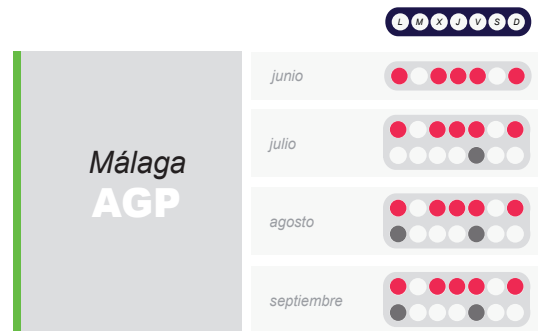 L M X J V S D
junio
julio
Málaga
AGP
agosto
septiembre